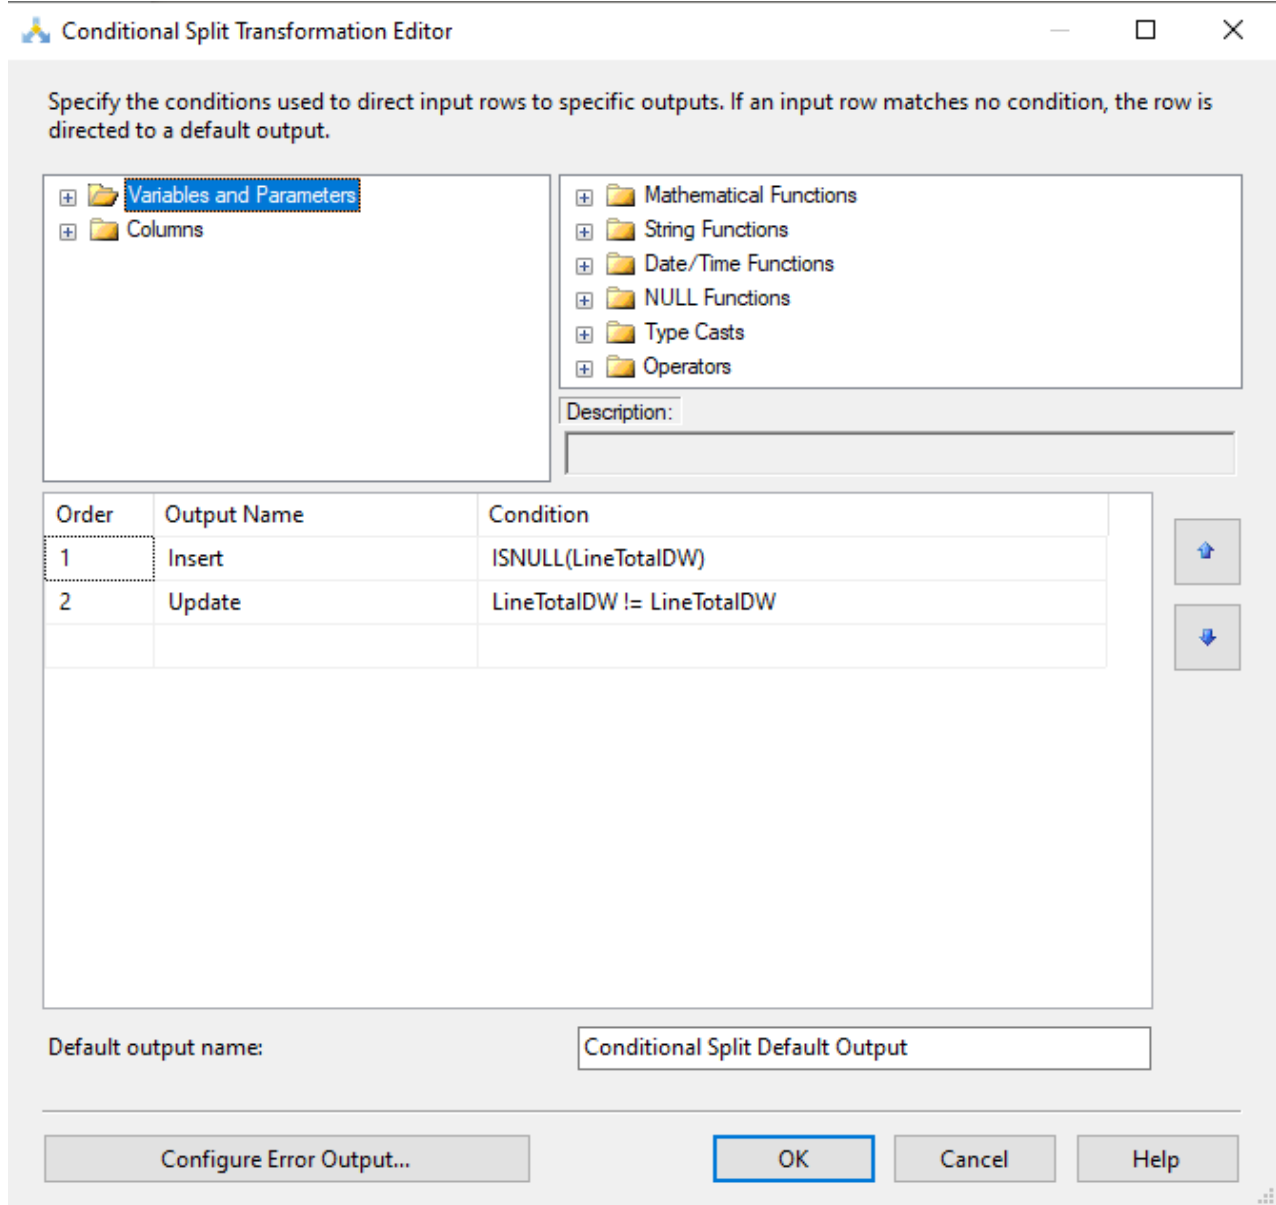 Conditional Split Transformation Editor
Specify the conditions used to direct input rows to specific outputs. If an input row matches no condition, the row is
directed to a default output.
Variables and Parameters
Columns
Mathematical Functions
String Functions
Date/Time Functions
NULL Functions
Type Casts
Operators
Description:
Order Output Name Condition
1 Insert ISNULL(LineTotalDW)
2 Update LineTotalDW != LineTotalDW
Default output name: Conditional Split Default Output
Configure Error Output... OK Cancel Help